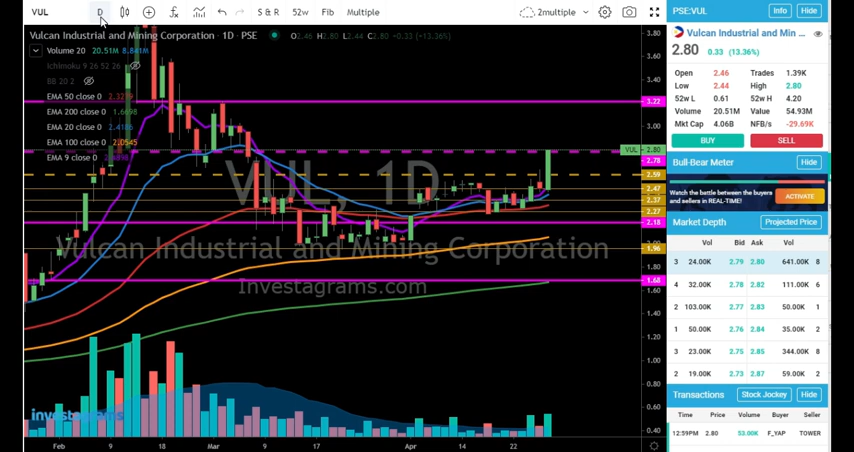 VUL D S & R 52w Fib Multiple 2multiple
Vulcan Industrial and Mining Corporation · 1D · PSE O2.46 H2.80 L2.44 C2.80 +0.33 (+13.36%)
Volume 20 20.51M 8.841M
Ichimoku 9 26 52 26
BB 20 2
EMA 50 close 0
EMA 200 close 0 1.6698
EMA 20 close 0
EMA 100 close 0 2.0545
EMA 9 close 0
VUL, 1D
Vulcan Industrial and Mining Corporation
Investagrams.com
investagrams
3.80
3.60
3.40
3.22
3.00
VUL 2.80
2.78
2.59
2.47
2.37
2.27
2.18
2.00
1.96
1.80
1.68
1.60
1.40
1.20
1.00
0.80
0.60
0.40
Feb 9 18 Mar 9 17 Apr 14 22
PSE:VUL Info Hide
Vulcan Industrial and Min ...
2.80 0.33 (13.36%)
Open 2.46 Trades 1.39K
Low 2.44 High 2.80
52w L 0.61 52w H 4.20
Volume 20.51M Value 54.93M
Mkt Cap 4.06B NFB/s -29.69K
BUY SELL
Bull-Bear Meter Hide
Watch the battle between the buyers
and sellers in REAL-TIME!
ACTIVATE
Market Depth Projected Price
Vol Bid Ask Vol
3 24.00K 2.79 2.80 641.00K 8
4 32.00K 2.78 2.82 111.00K 6
2 103.00K 2.77 2.83 50.00K 1
1 50.00K 2.76 2.84 35.00K 2
3 23.00K 2.75 2.85 344.00K 8
2 19.00K 2.73 2.87 59.00K 2
Transactions Stock Jockey Hide
Time Price Volume Buyer Seller
12:59PM 2.80 53.00K F_YAP TOWER